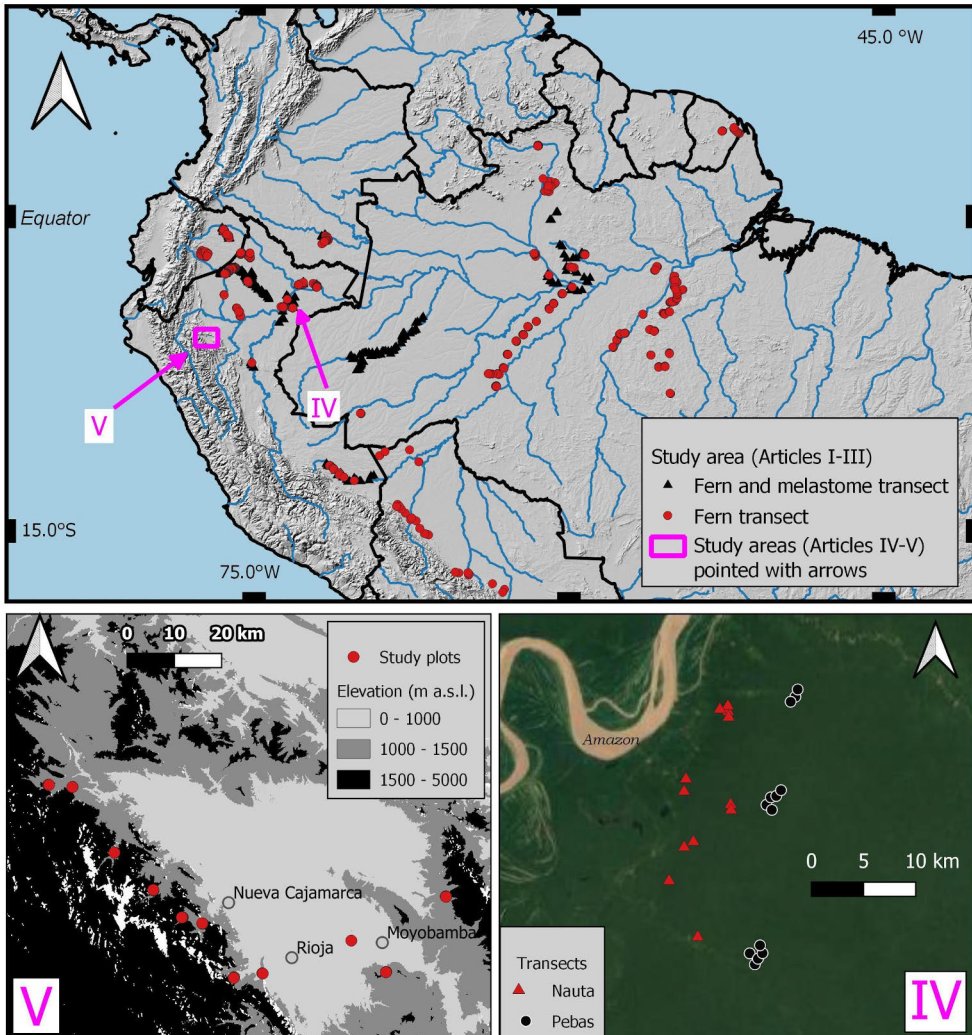 45.0 °W
Equator
IV
V
15.0°S
75.0°W
Study area (Articles I-III)
Fern and melastome transect
Fern transect
Study areas (Articles IV-V)
pointed with arrows
0 10 20 km
Study plots
Elevation (m a.s.l.)
0 - 1000
1000 - 1500
1500 - 5000
Nueva Cajamarca
Rioja
Moyobamba
V
Amazon
0 5 10 km
Transects
Nauta
Pebas
IV